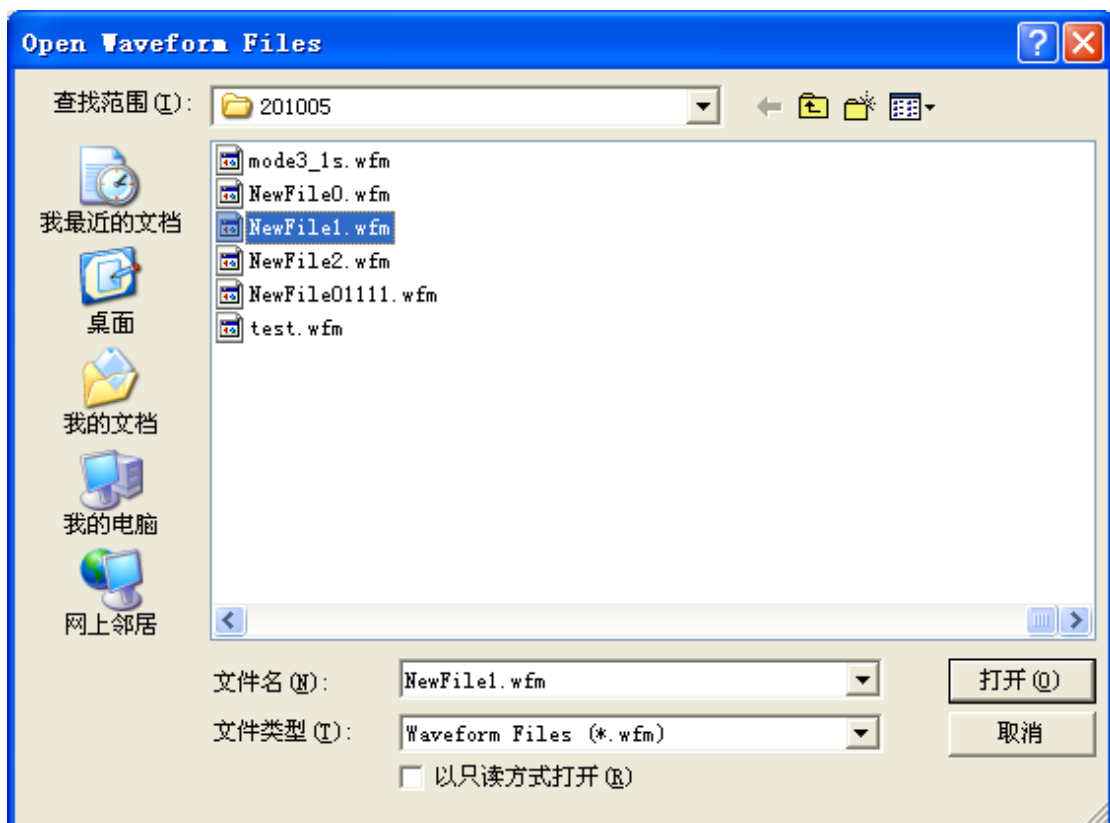 Open Waveform Files
查找范围(I):
201005
我最近的文档
桌面
我的文档
我的电脑
网上邻居
mode3_1s.wfm
NewFile0.wfm
NewFile1.wfm
NewFile2.wfm
NewFile01111.wfm
test.wfm
文件名(N):
NewFile1.wfm
打开(O)
文件类型(T):
Waveform Files (*.wfm)
取消
以只读方式打开(R)